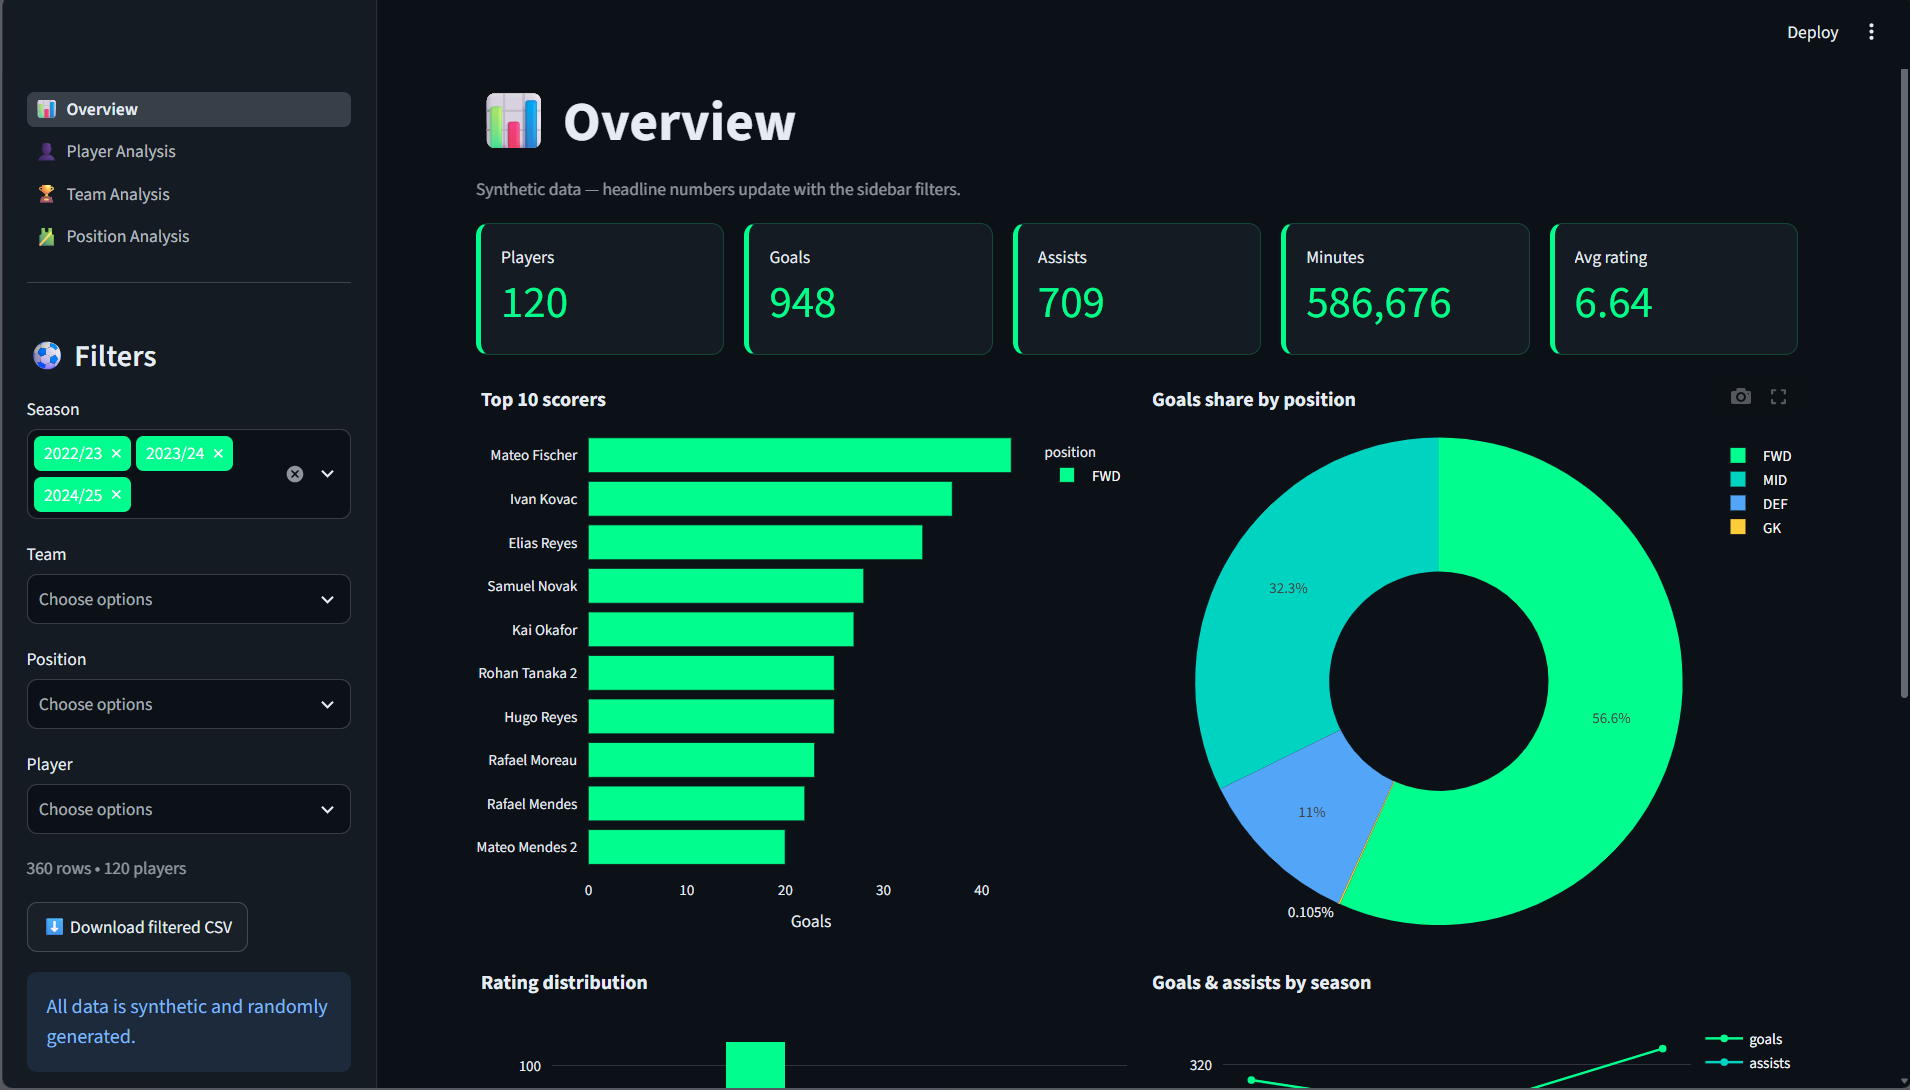 Deploy
Overview
Player Analysis
Team Analysis
Position Analysis
Filters
Season
2022/23 × 2023/24 ×
2024/25 ×
Team
Choose options
Position
Choose options
Player
Choose options
360 rows • 120 players
Download filtered CSV
All data is synthetic and randomly
generated.
Overview
Synthetic data — headline numbers update with the sidebar filters.
Players
120
Goals
948
Assists
709
Minutes
586,676
Avg rating
6.64
Top 10 scorers
Mateo Fischer
Ivan Kovac
Elias Reyes
Samuel Novak
Kai Okafor
Rohan Tanaka 2
Hugo Reyes
Rafael Moreau
Rafael Mendes
Mateo Mendes 2
0 10 20 30 40
Goals
position
FWD
Goals share by position
FWD
MID
DEF
GK
32.3%
56.6%
11%
0.105%
Rating distribution
100
Goals & assists by season
320
goals
assists